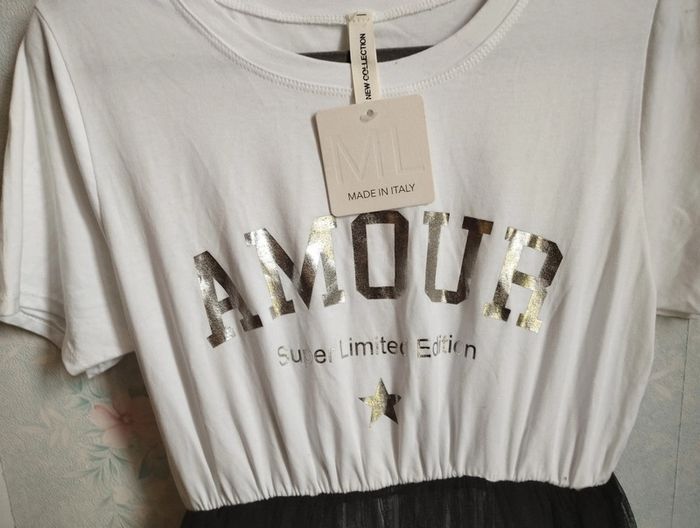 NEW COLLECTION
ML
MADE IN ITALY
AMOUR
Super Limited Edition